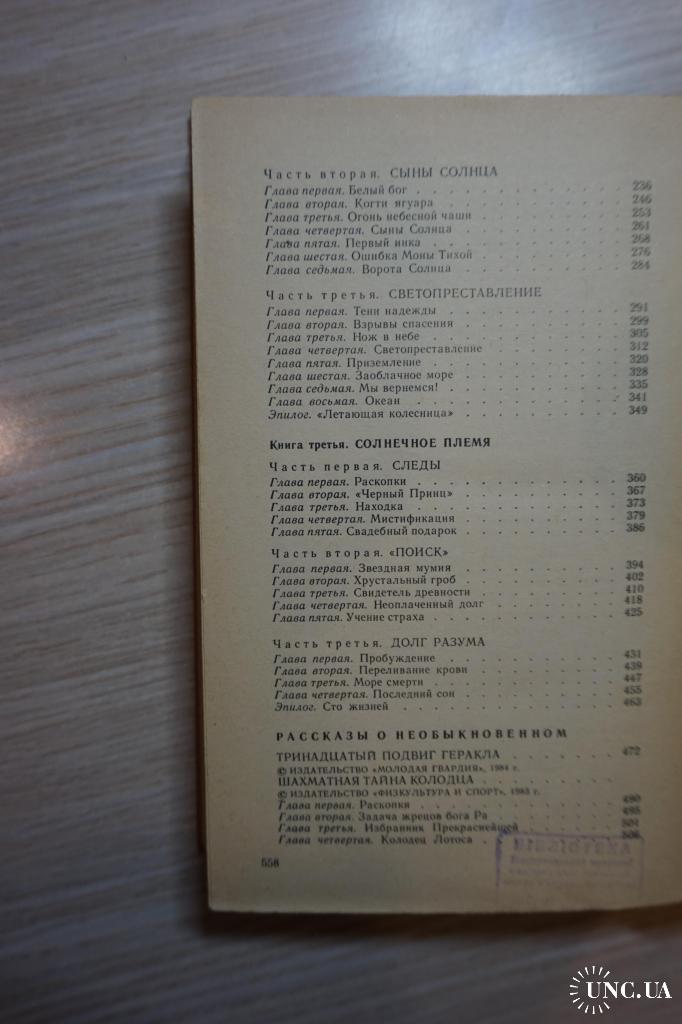 Часть вторая. СЫНЫ СОЛНЦА
Глава первая. Белый бог . . . . . . . . . . . . 236
Глава вторая. Когти ягуара . . . . . . . . . . . 246
Глава третья. Огонь небесной чаши . . . . . . . . . 253
Глава четвертая. Сыны Солнца . . . . . . . . . . 261
Глава пятая. Первый инка . . . . . . . . . . . 268
Глава шестая. Ошибка Моны Тихой . . . . . . . . . 276
Глава седьмая. Ворота Солнца . . . . . . . . . . 284
Часть третья. СВЕТОПРЕСТАВЛЕНИЕ
Глава первая. Тени надежды . . . . . . . . . . . 291
Глава вторая. Взрывы спасения . . . . . . . . . . 299
Глава третья. Нож в небе . . . . . . . . . . . 305
Глава четвертая. Светопреставление . . . . . . . . . 312
Глава пятая. Приземление . . . . . . . . . . . 320
Глава шестая. Заоблачное море . . . . . . . . . . 328
Глава седьмая. Мы вернемся! . . . . . . . . . . . 335
Глава восьмая. Океан . . . . . . . . . . . . 341
Эпилог. «Летающая колесница» . . . . . . . . . . 349
Книга третья. СОЛНЕЧНОЕ ПЛЕМЯ
Часть первая. СЛЕДЫ
Глава первая. Раскопки . . . . . . . . . . . . 360
Глава вторая. «Черный Принц» . . . . . . . . . . 367
Глава третья. Находка . . . . . . . . . . . . 373
Глава четвертая. Мистификация . . . . . . . . . . 379
Глава пятая. Свадебный подарок . . . . . . . . . . 386
Часть вторая. «ПОИСК»
Глава первая. Звездная мумия . . . . . . . . . . 394
Глава вторая. Хрустальный гроб . . . . . . . . . . 402
Глава третья. Свидетель древности . . . . . . . . . 410
Глава четвертая. Неоплаченный долг . . . . . . . . . 418
Глава пятая. Учение страха . . . . . . . . . . . 425
Часть третья. ДОЛГ РАЗУМА
Глава первая. Пробуждение . . . . . . . . . . . 431
Глава вторая. Переливание крови . . . . . . . . . 439
Глава третья. Море смерти . . . . . . . . . . . 447
Глава четвертая. Последний сон . . . . . . . . . . 455
Эпилог. Сто жизней . . . . . . . . . . . . . 463
РАССКАЗЫ О НЕОБЫКНОВЕННОМ
ТРИНАДЦАТЫЙ ПОДВИГ ГЕРАКЛА . . . . . . . 472
© ИЗДАТЕЛЬСТВО «МОЛОДАЯ ГВАРДИЯ», 1984 г.
ШАХМАТНАЯ ТАЙНА КОЛОДЦА . . . . . . . .
© ИЗДАТЕЛЬСТВО «ФИЗКУЛЬТУРА И СПОРТ», 1983 г.
Глава первая. Раскопки . . . . . . . . . . . . 490
Глава вторая. Задача жрецов бога Ра . . . . . . . . 495
Глава третья. Избранник Прекраснейшей . . . . . . . 501
Глава четвертая. Колодец Лотоса . . . . . . . . . 506
558
БІБЛІОТЕКА
UNC.UA